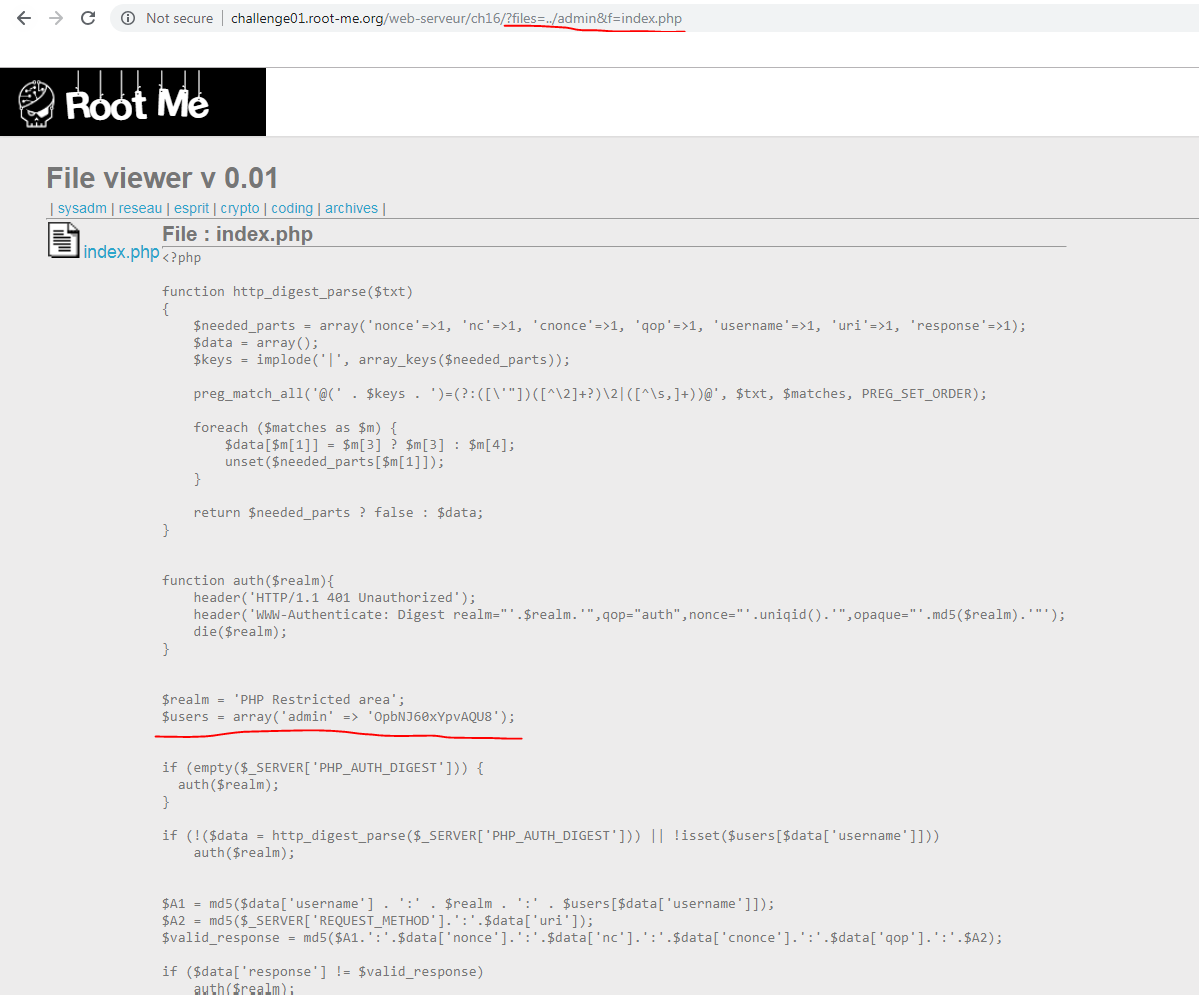 Not secure | challenge01.root-me.org/web-serveur/ch16/?files=../admin&f=index.php
Root Me
File viewer v 0.01
| sysadm | reseau | esprit | crypto | coding | archives |
index.php
File : index.php
<?php
function http_digest_parse($txt)
{
    $needed_parts = array('nonce'=>1, 'nc'=>1, 'cnonce'=>1, 'qop'=>1, 'username'=>1, 'uri'=>1, 'response'=>1);
    $data = array();
    $keys = implode('|', array_keys($needed_parts));
    preg_match_all('@(' . $keys . ')=(?:([\'"])([^\2]+?)\2|([^\s,]+))@', $txt, $matches, PREG_SET_ORDER);
    foreach ($matches as $m) {
        $data[$m[1]] = $m[3] ? $m[3] : $m[4];
        unset($needed_parts[$m[1]]);
    }
    return $needed_parts ? false : $data;
}
function auth($realm){
    header('HTTP/1.1 401 Unauthorized');
    header('WWW-Authenticate: Digest realm="'.$realm.'",qop="auth",nonce="'.uniqid().'",opaque="'.md5($realm).'"');
    die($realm);
}
$realm = 'PHP Restricted area';
$users = array('admin' => 'OpbNJ60xYpvAQU8');
if (empty($_SERVER['PHP_AUTH_DIGEST'])) {
  auth($realm);
}
if (!($data = http_digest_parse($_SERVER['PHP_AUTH_DIGEST'])) || !isset($users[$data['username']]))
    auth($realm);
$A1 = md5($data['username'] . ':' . $realm . ':' . $users[$data['username']]);
$A2 = md5($_SERVER['REQUEST_METHOD'].':'.$data['uri']);
$valid_response = md5($A1.':'.$data['nonce'].':'.$data['nc'].':'.$data['cnonce'].':'.$data['qop'].':'.$A2);
if ($data['response'] != $valid_response)
    auth($realm);